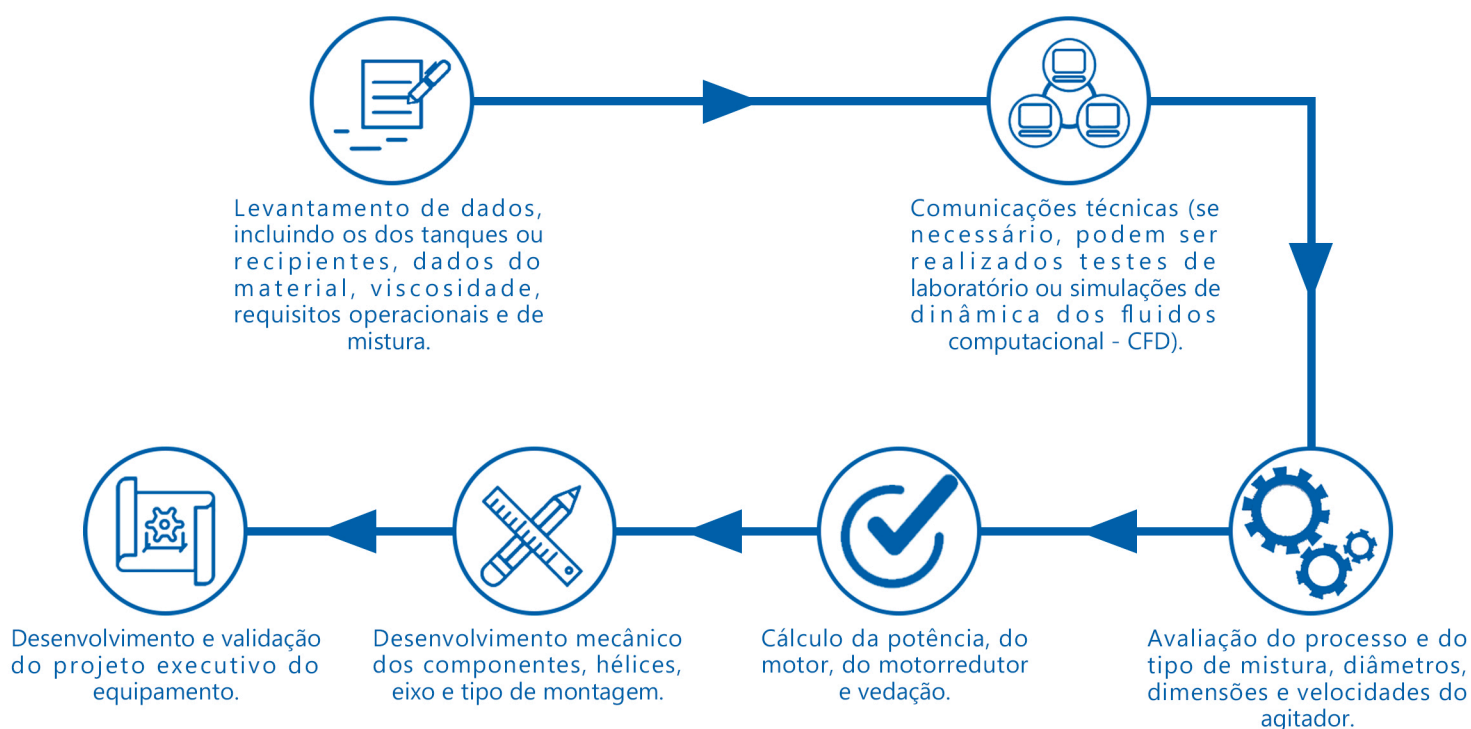 Levantamento de dados,
incluindo os dos tanques ou
recipientes, dados do
material, viscosidade,
requisitos operacionais e de
mistura.
Comunicações técnicas (se
necessário, podem ser
realizados testes de
laboratório ou simulações de
dinâmica dos fluidos
computacional - CFD).
Avaliação do processo e do
tipo de mistura, diâmetros,
dimensões e velocidades do
agitador.
Cálculo da potência, do
motor, do motorredutor
e vedação.
Desenvolvimento mecânico
dos componentes, hélices,
eixo e tipo de montagem.
Desenvolvimento e validação
do projeto executivo do
equipamento.